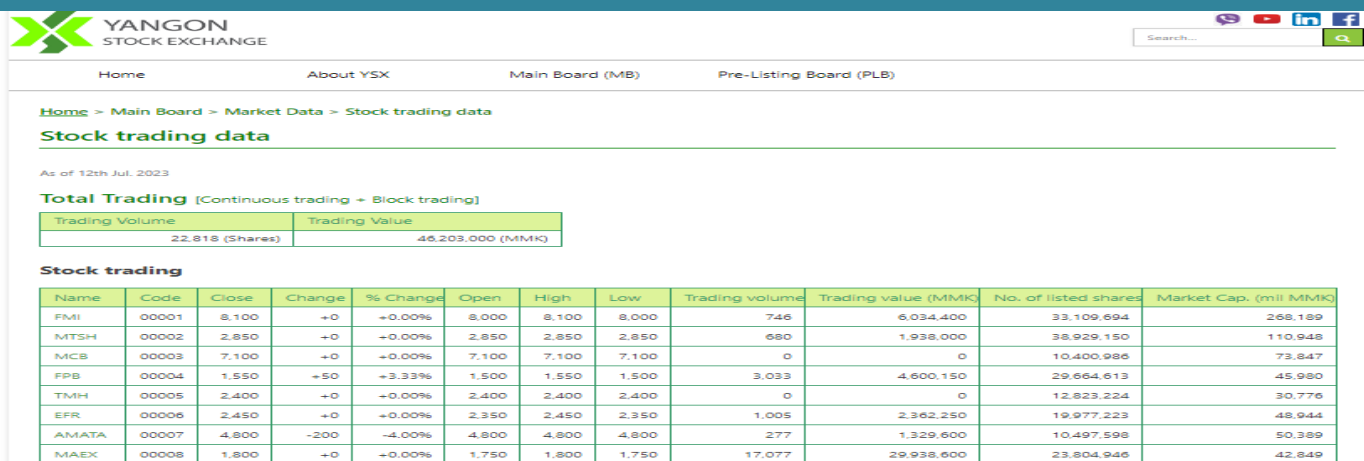 YANGON
STOCK EXCHANGE
Search...
Home About YSX Main Board (MB) Pre-Listing Board (PLB)
Home > Main Board > Market Data > Stock trading data
Stock trading data
As of 12th Jul. 2023
Total Trading [Continuous trading + Block trading]
Trading Volume Trading Value
22,818 (Shares) 46,203,000 (MMK)
Stock trading
Name Code Close Change % Change Open High Low Trading volume Trading value (MMK) No. of listed shares Market Cap. (mil MMK)
FMI 00001 8,100 +0 +0.00% 8,000 8,100 8,000 746 6,034,400 33,109,694 268,189
MTSH 00002 2,850 +0 +0.00% 2,850 2,850 2,850 680 1,938,000 38,929,150 110,948
MCB 00003 7,100 +0 +0.00% 7,100 7,100 7,100 0 0 10,400,986 73,847
FPB 00004 1,550 +50 +3.33% 1,500 1,550 1,500 3,033 4,600,150 29,664,613 45,980
TMH 00005 2,400 +0 +0.00% 2,400 2,400 2,400 0 0 12,823,224 30,776
EFR 00006 2,450 +0 +0.00% 2,350 2,450 2,350 1,005 2,362,250 19,977,223 48,944
AMATA 00007 4,800 -200 -4.00% 4,800 4,800 4,800 277 1,329,600 10,497,598 50,389
MAEX 00008 1,800 +0 +0.00% 1,750 1,800 1,750 17,077 29,938,600 23,804,946 42,849